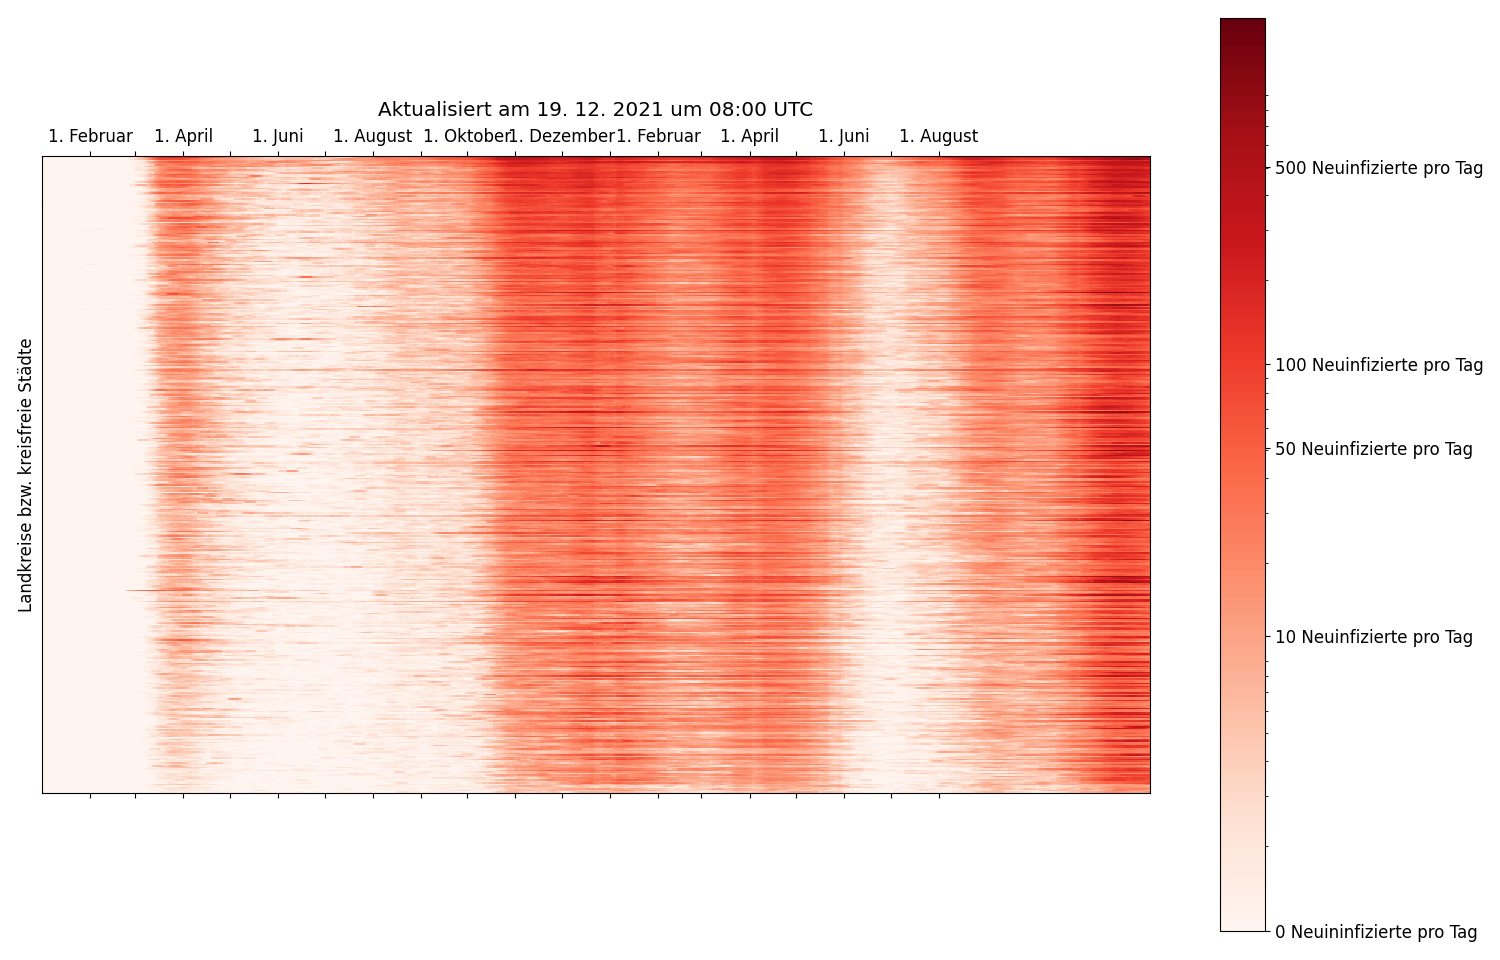 Aktualisiert am 19. 12. 2021 um 08:00 UTC
1. Februar 1. April 1. Juni 1. August 1. Oktober 1. Dezember 1. Februar 1. April 1. Juni 1. August
Landkreise bzw. kreisfreie Städte
500 Neuinfizierte pro Tag
100 Neuinfizierte pro Tag
50 Neuinfizierte pro Tag
10 Neuinfizierte pro Tag
0 Neuininfizierte pro Tag